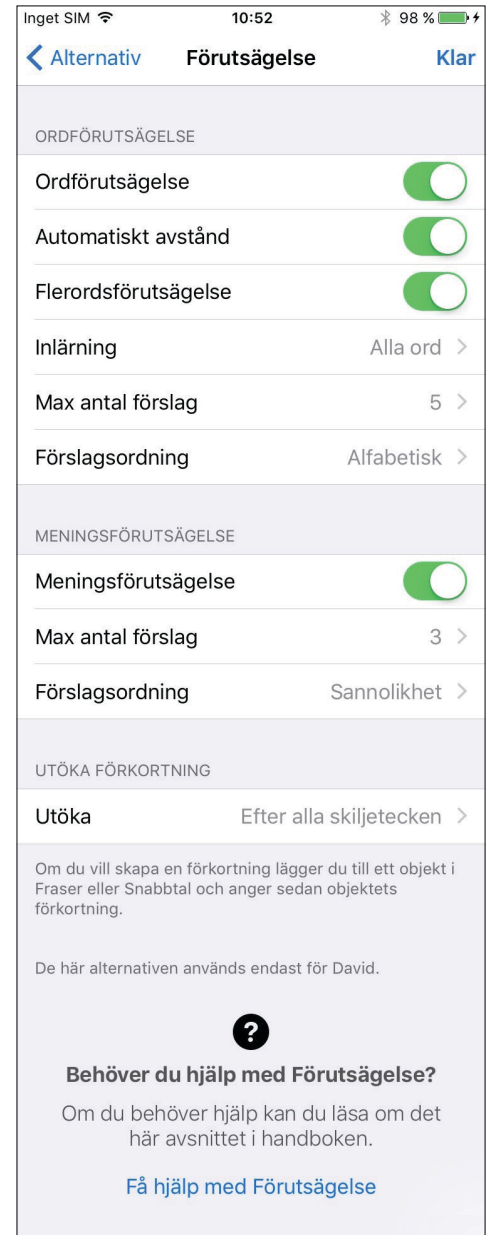 Inget SIM 10:52 98 %
Alternativ Förutsägelse Klar
ORDFÖRUTSÄGELSE
Ordförutsägelse
Automatiskt avstånd
Flerordsförutsägelse
Inlärning Alla ord
Max antal förslag 5
Förslagsordning Alfabetisk
MENINGSFÖRUTSÄGELSE
Meningsförutsägelse
Max antal förslag 3
Förslagsordning Sannolikhet
UTÖKA FÖRKORTNING
Utöka Efter alla skiljetecken
Om du vill skapa en förkortning lägger du till ett objekt i
Fraser eller Snabbtal och anger sedan objektets
förkortning.
De här alternativen används endast för David.
?
Behöver du hjälp med Förutsägelse?
Om du behöver hjälp kan du läsa om det
här avsnittet i handboken.
Få hjälp med Förutsägelse